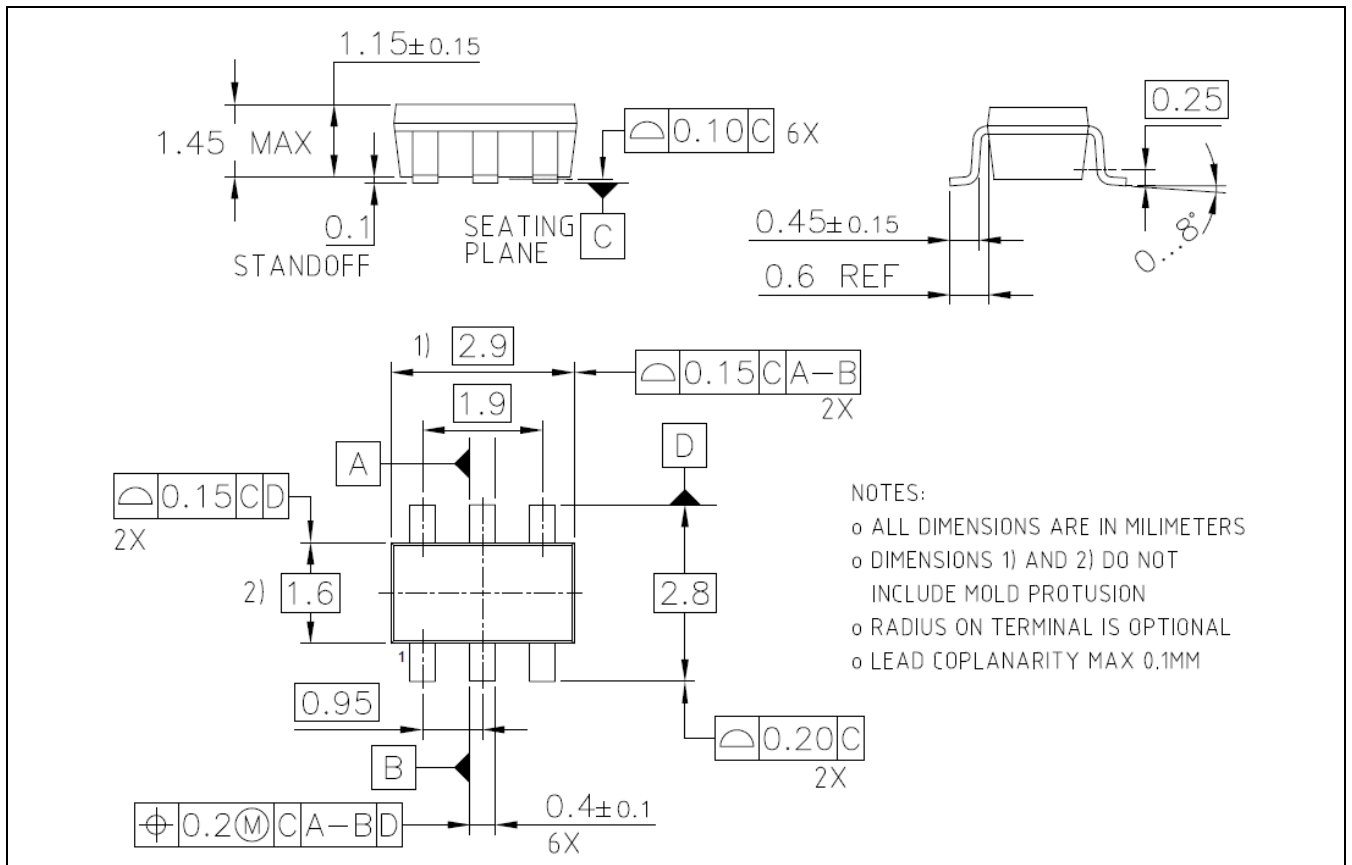 1.15±0.15
1.45 MAX
0.1
STANDOFF
SEATING
PLANE
C
⌓ 0.10 C 6X
0.25
0.45±0.15
0.6 REF
0...8°
1) 2.9
1.9
⌓ 0.15 C A-B
2X
A
D
⌓ 0.15 C D
2X
2) 1.6
2.8
1
0.95
B
⌓ 0.20 C
2X
⌖ 0.2 Ⓜ C A-B D
0.4±0.1
6X
NOTES:
o ALL DIMENSIONS ARE IN MILIMETERS
o DIMENSIONS 1) AND 2) DO NOT
INCLUDE MOLD PROTUSION
o RADIUS ON TERMINAL IS OPTIONAL
o LEAD COPLANARITY MAX 0.1MM